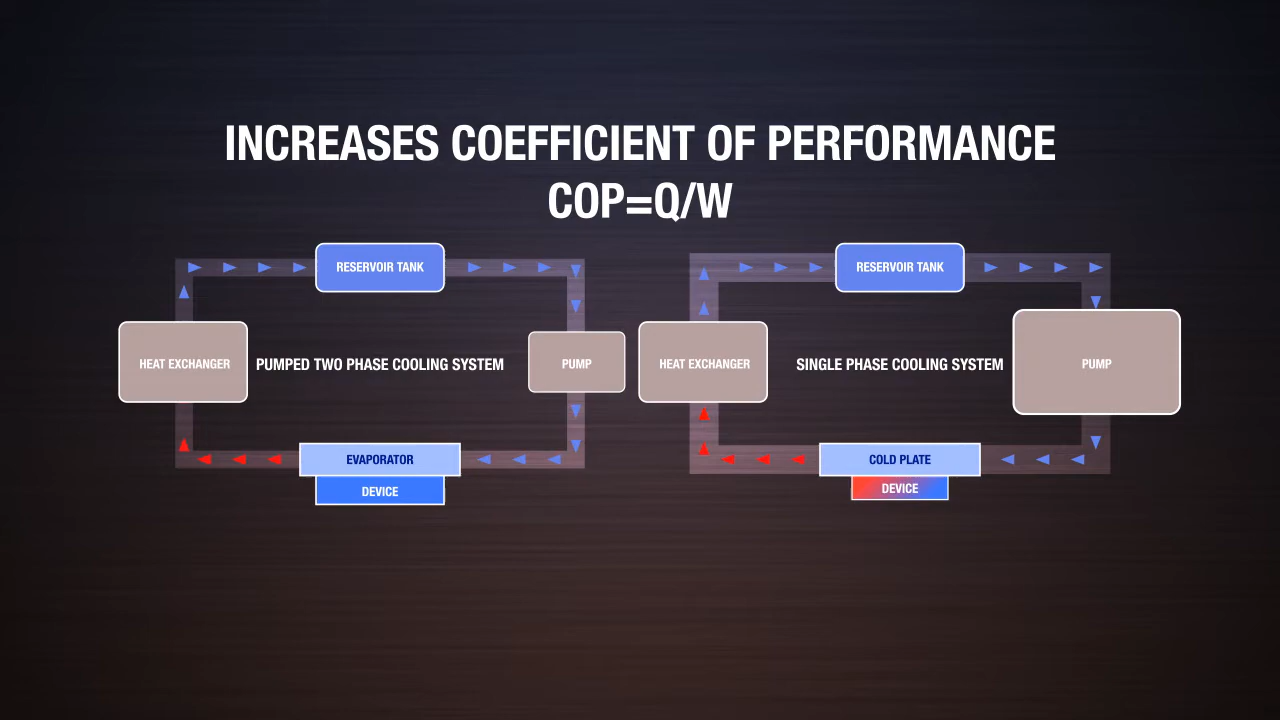 INCREASES COEFFICIENT OF PERFORMANCE
COP=Q/W
RESERVOIR TANK
HEAT EXCHANGER
PUMPED TWO PHASE COOLING SYSTEM
PUMP
EVAPORATOR
DEVICE
RESERVOIR TANK
HEAT EXCHANGER
SINGLE PHASE COOLING SYSTEM
PUMP
COLD PLATE
DEVICE